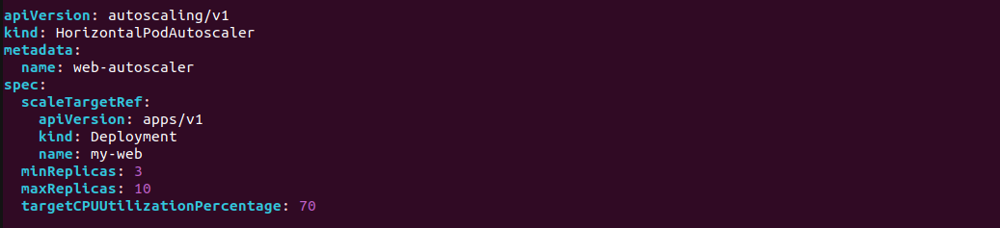 apiVersion: autoscaling/v1
kind: HorizontalPodAutoscaler
metadata:
  name: web-autoscaler
spec:
  scaleTargetRef:
    apiVersion: apps/v1
    kind: Deployment
    name: my-web
  minReplicas: 3
  maxReplicas: 10
  targetCPUUtilizationPercentage: 70